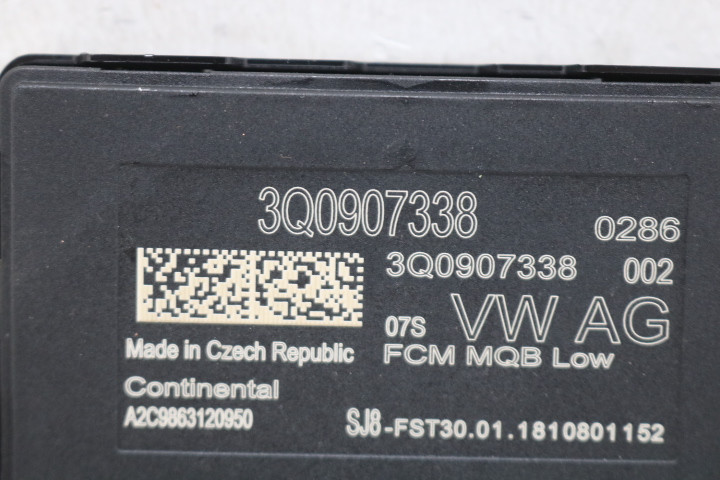 3Q0907338
0286
3Q0907338 002
07S VW AG
Made in Czech Republic FCM MQB Low
Continental
A2C9863120950 SJ8-FST30.01.1810801152